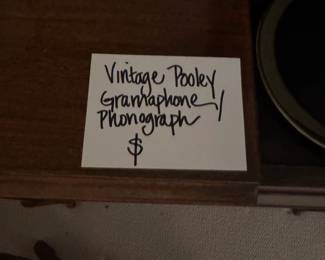 Vintage Pooley
Gramaphone /
Phonograph
$